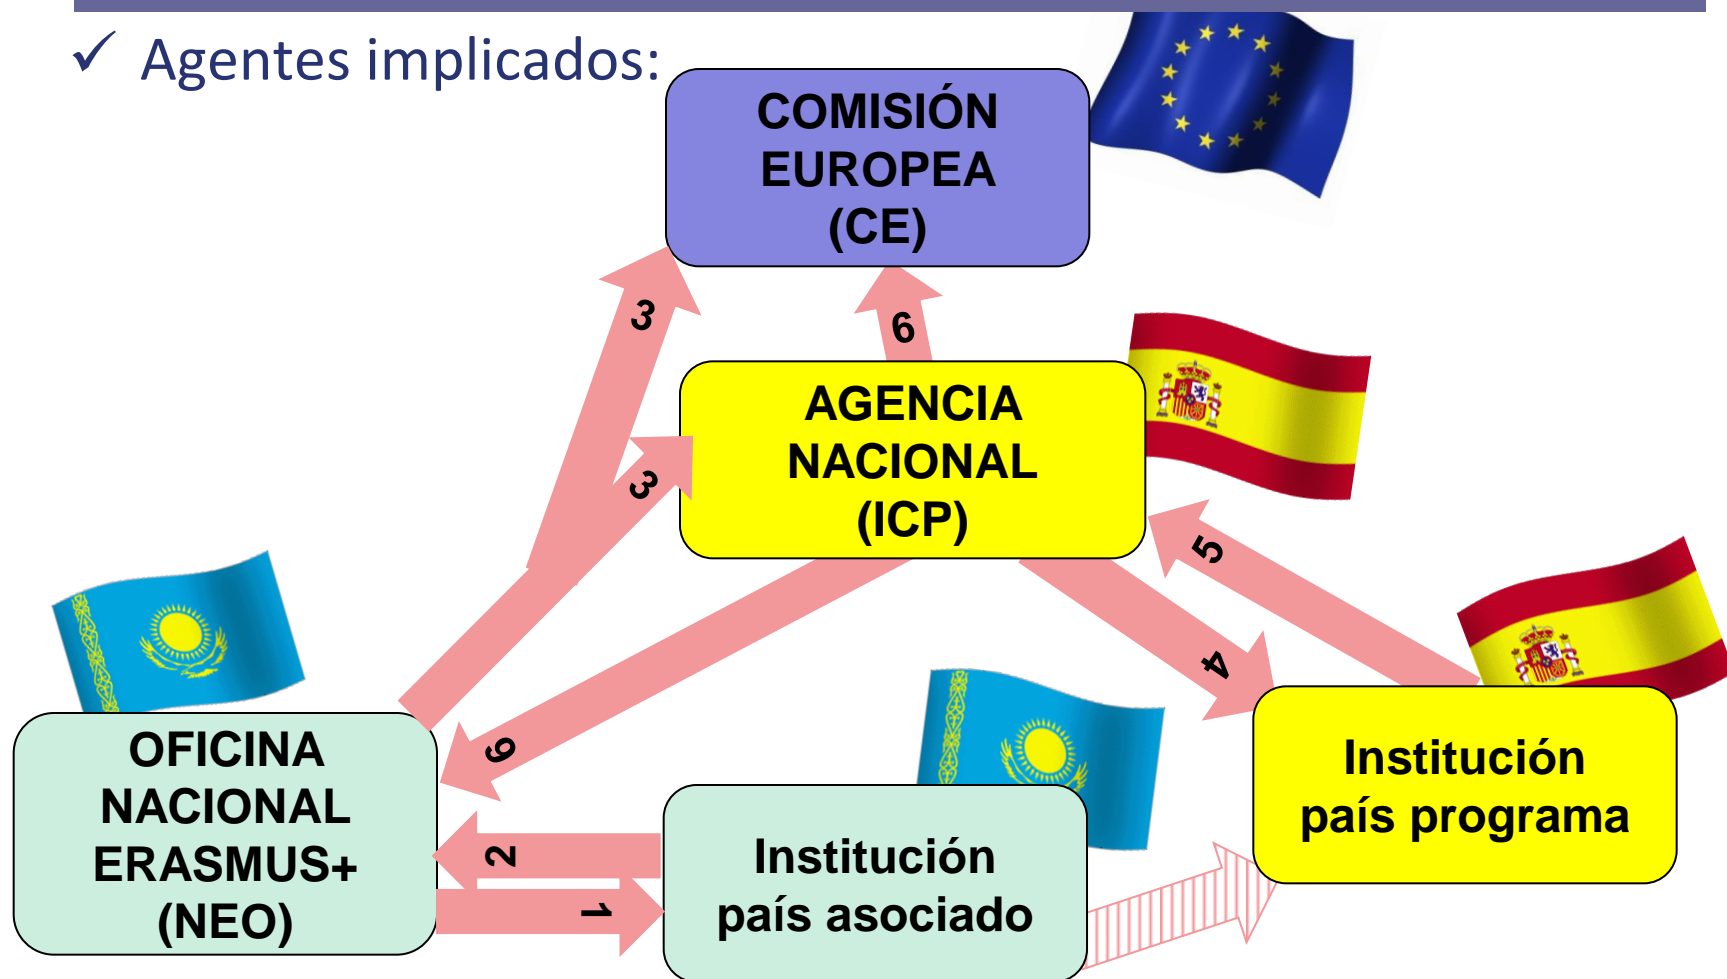 ✓ Agentes implicados:
COMISIÓN
EUROPEA
(CE)
3
6
AGENCIA
NACIONAL
(ICP)
3
5
4
6
OFICINA
NACIONAL
ERASMUS+
(NEO)
2
1
Institución
país asociado
Institución
país programa